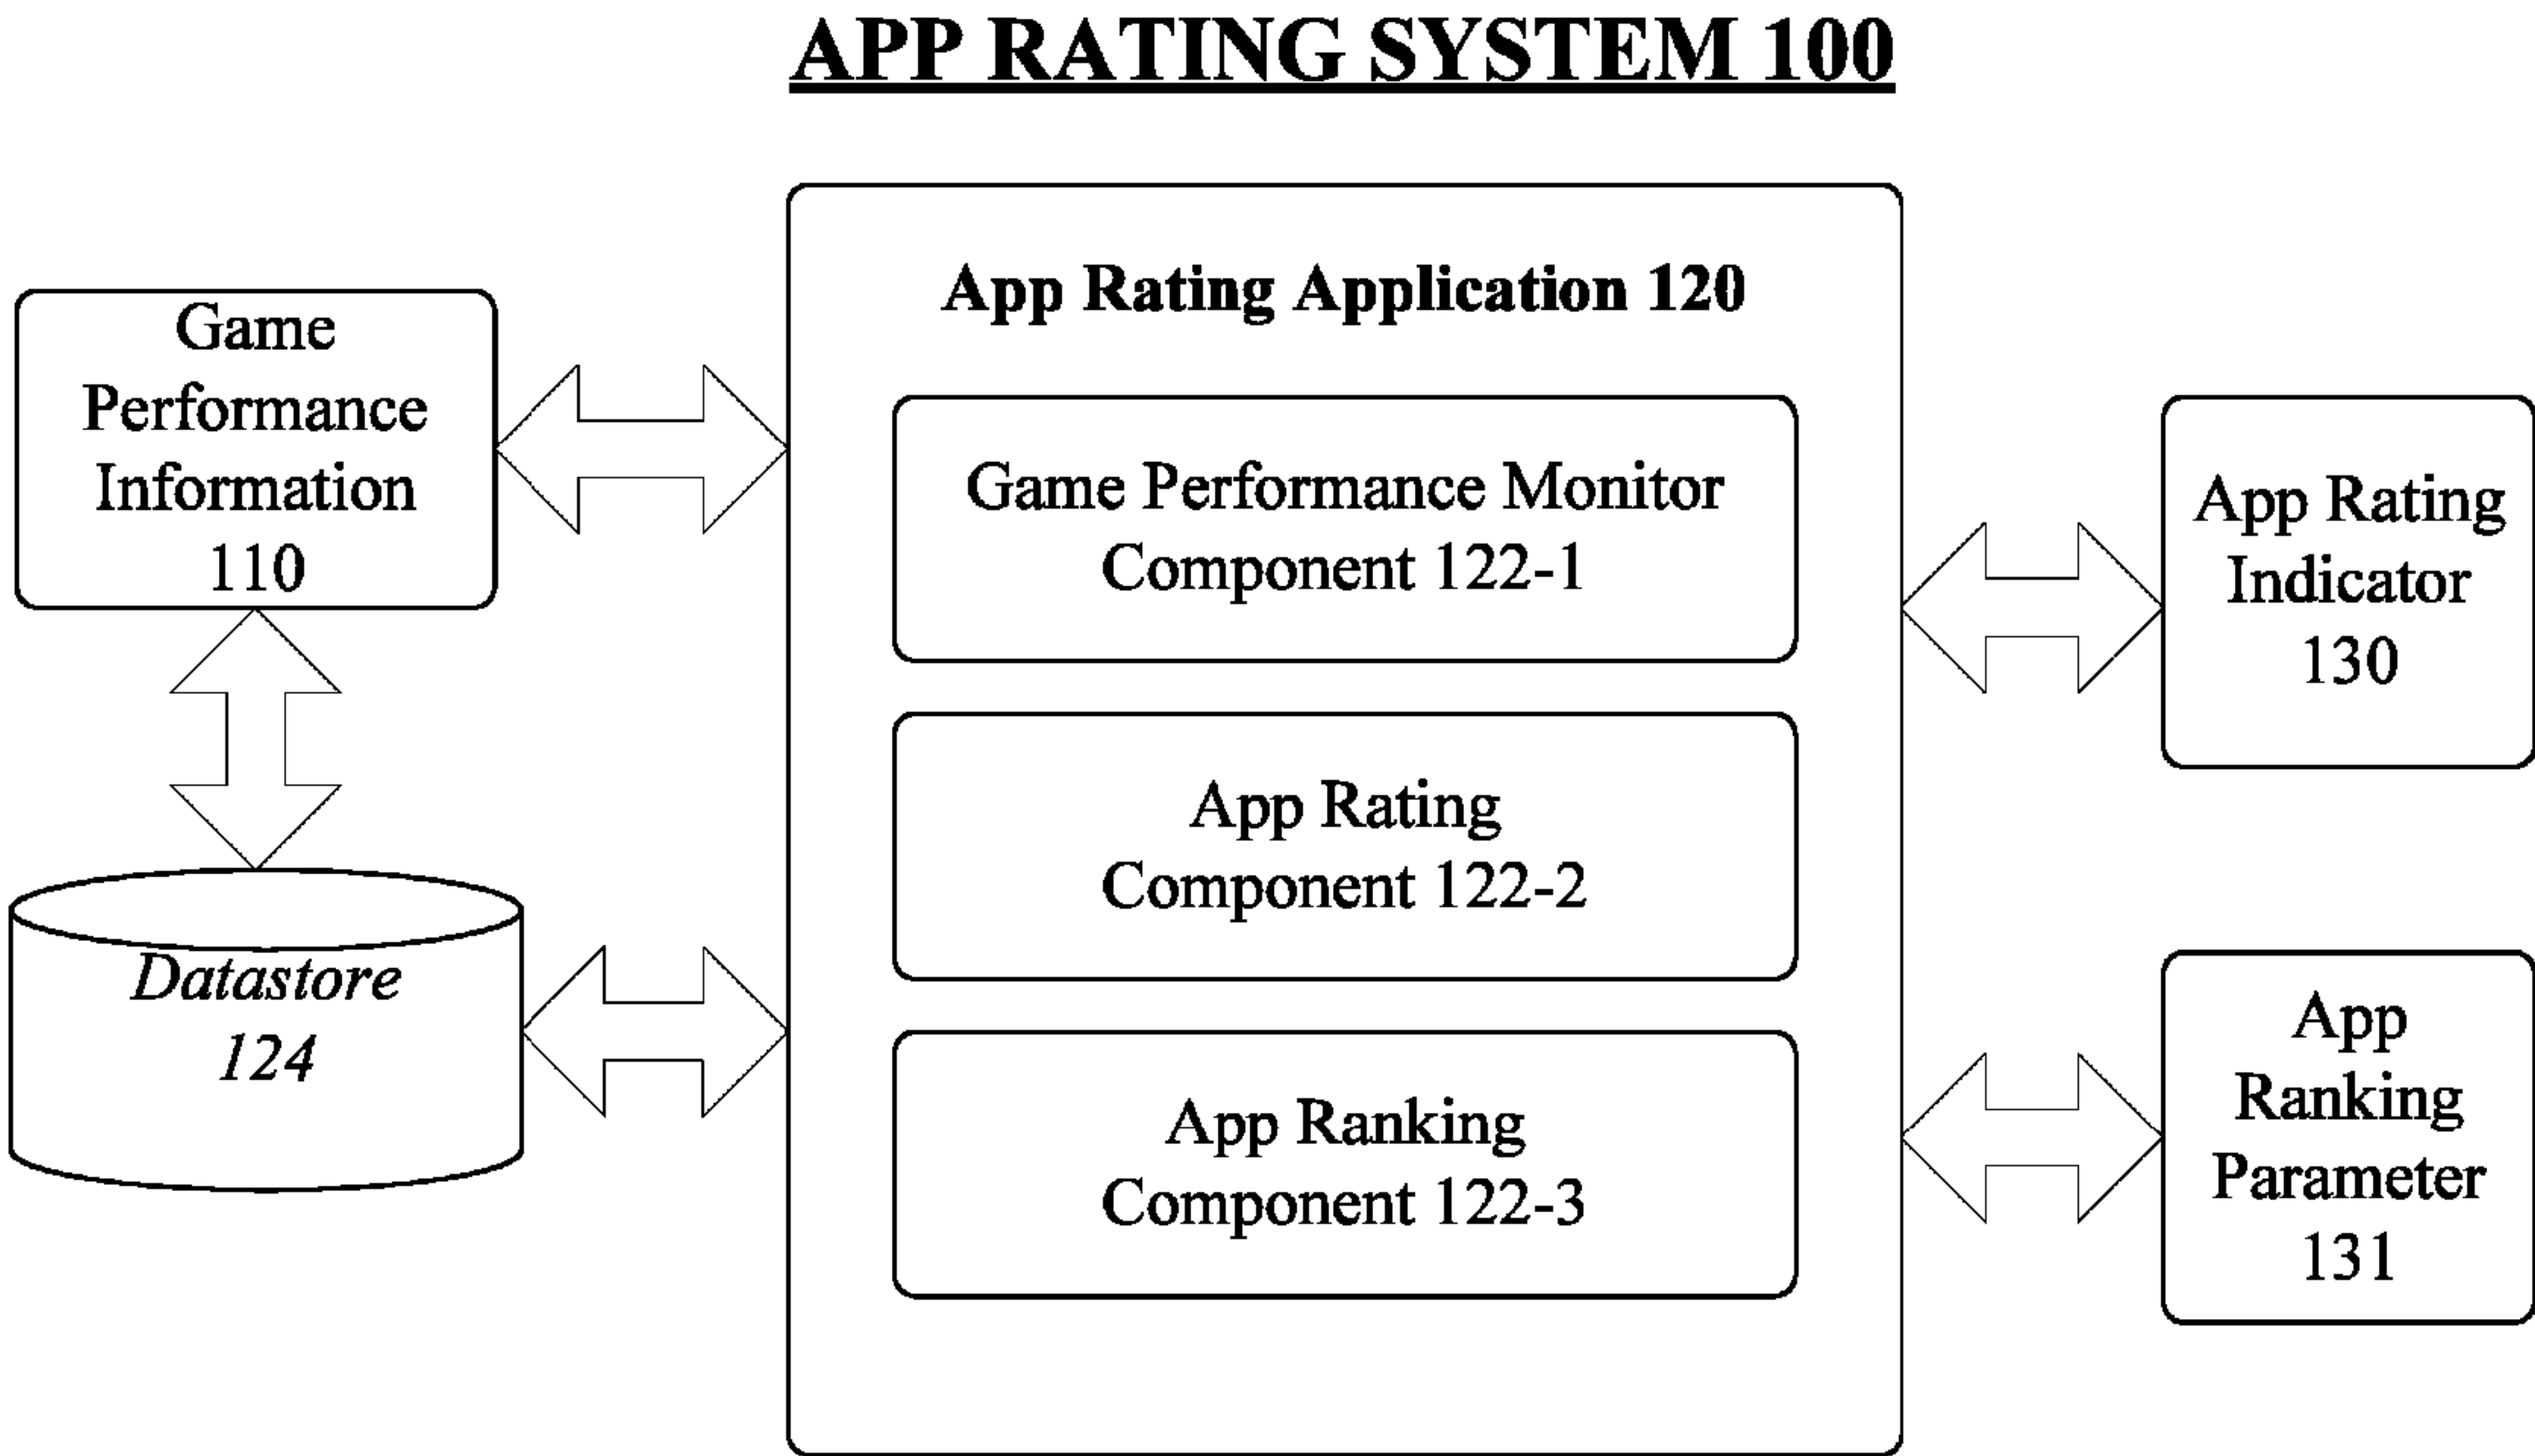 APP RATING SYSTEM 100
Game
Performance
Information
110
Datastore
124
App Rating Application 120
Game Performance Monitor
Component 122-1
App Rating
Component 122-2
App Ranking
Component 122-3
App Rating
Indicator
130
App
Ranking
Parameter
131